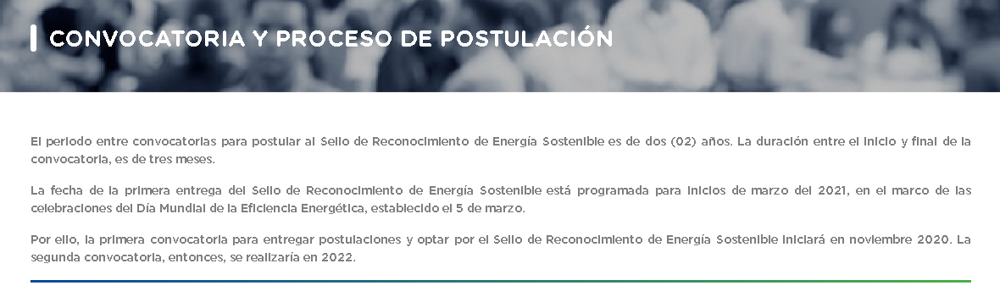 CONVOCATORIA Y PROCESO DE POSTULACIÓN
El periodo entre convocatorias para postular al Sello de Reconocimiento de Energía Sostenible es de dos (02) años. La duración entre el inicio y final de la
convocatoria, es de tres meses.
La fecha de la primera entrega del Sello de Reconocimiento de Energía Sostenible está programada para inicios de marzo del 2021, en el marco de las
celebraciones del Día Mundial de la Eficiencia Energética, establecido el 5 de marzo.
Por ello, la primera convocatoria para entregar postulaciones y optar por el Sello de Reconocimiento de Energía Sostenible iniciará en noviembre 2020. La
segunda convocatoria, entonces, se realizaría en 2022.